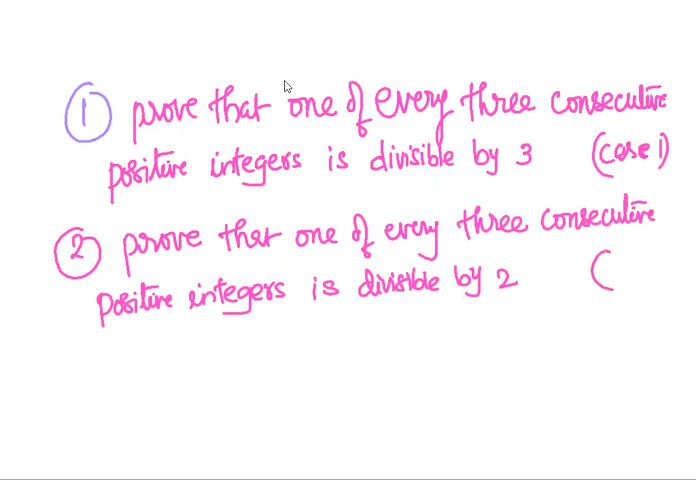 ① prove that one of every three consecutive
positive integers is divisible by 3 (case 1)
② prove that one of every three consecutive
positive integers is divisible by 2 (